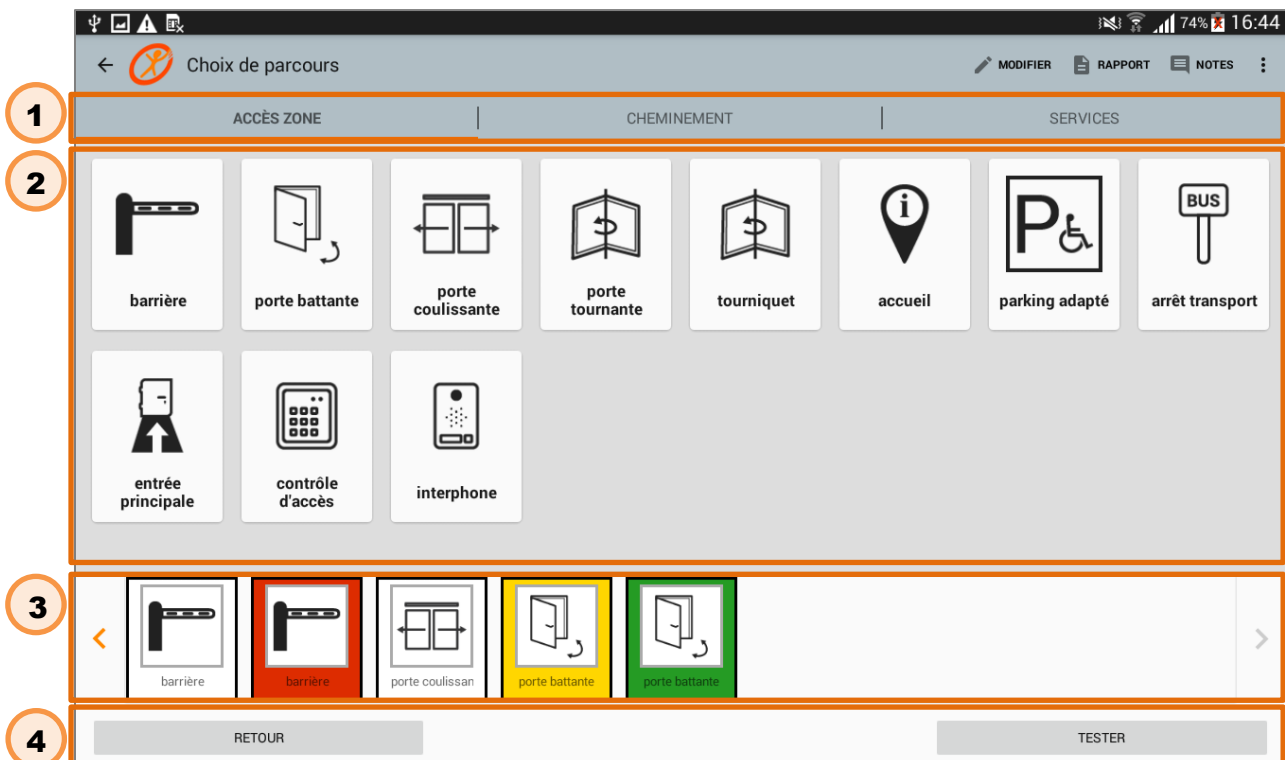 74% 16:44
Choix de parcours MODIFIER RAPPORT NOTES
1
ACCÈS ZONE CHEMINEMENT SERVICES
2
BUS
i
P
barrière porte battante porte coulissante porte tournante tourniquet accueil parking adapté arrêt transport
entrée principale contrôle d'accès interphone
3
barrière barrière porte coulissan porte battante porte battante
4
RETOUR TESTER